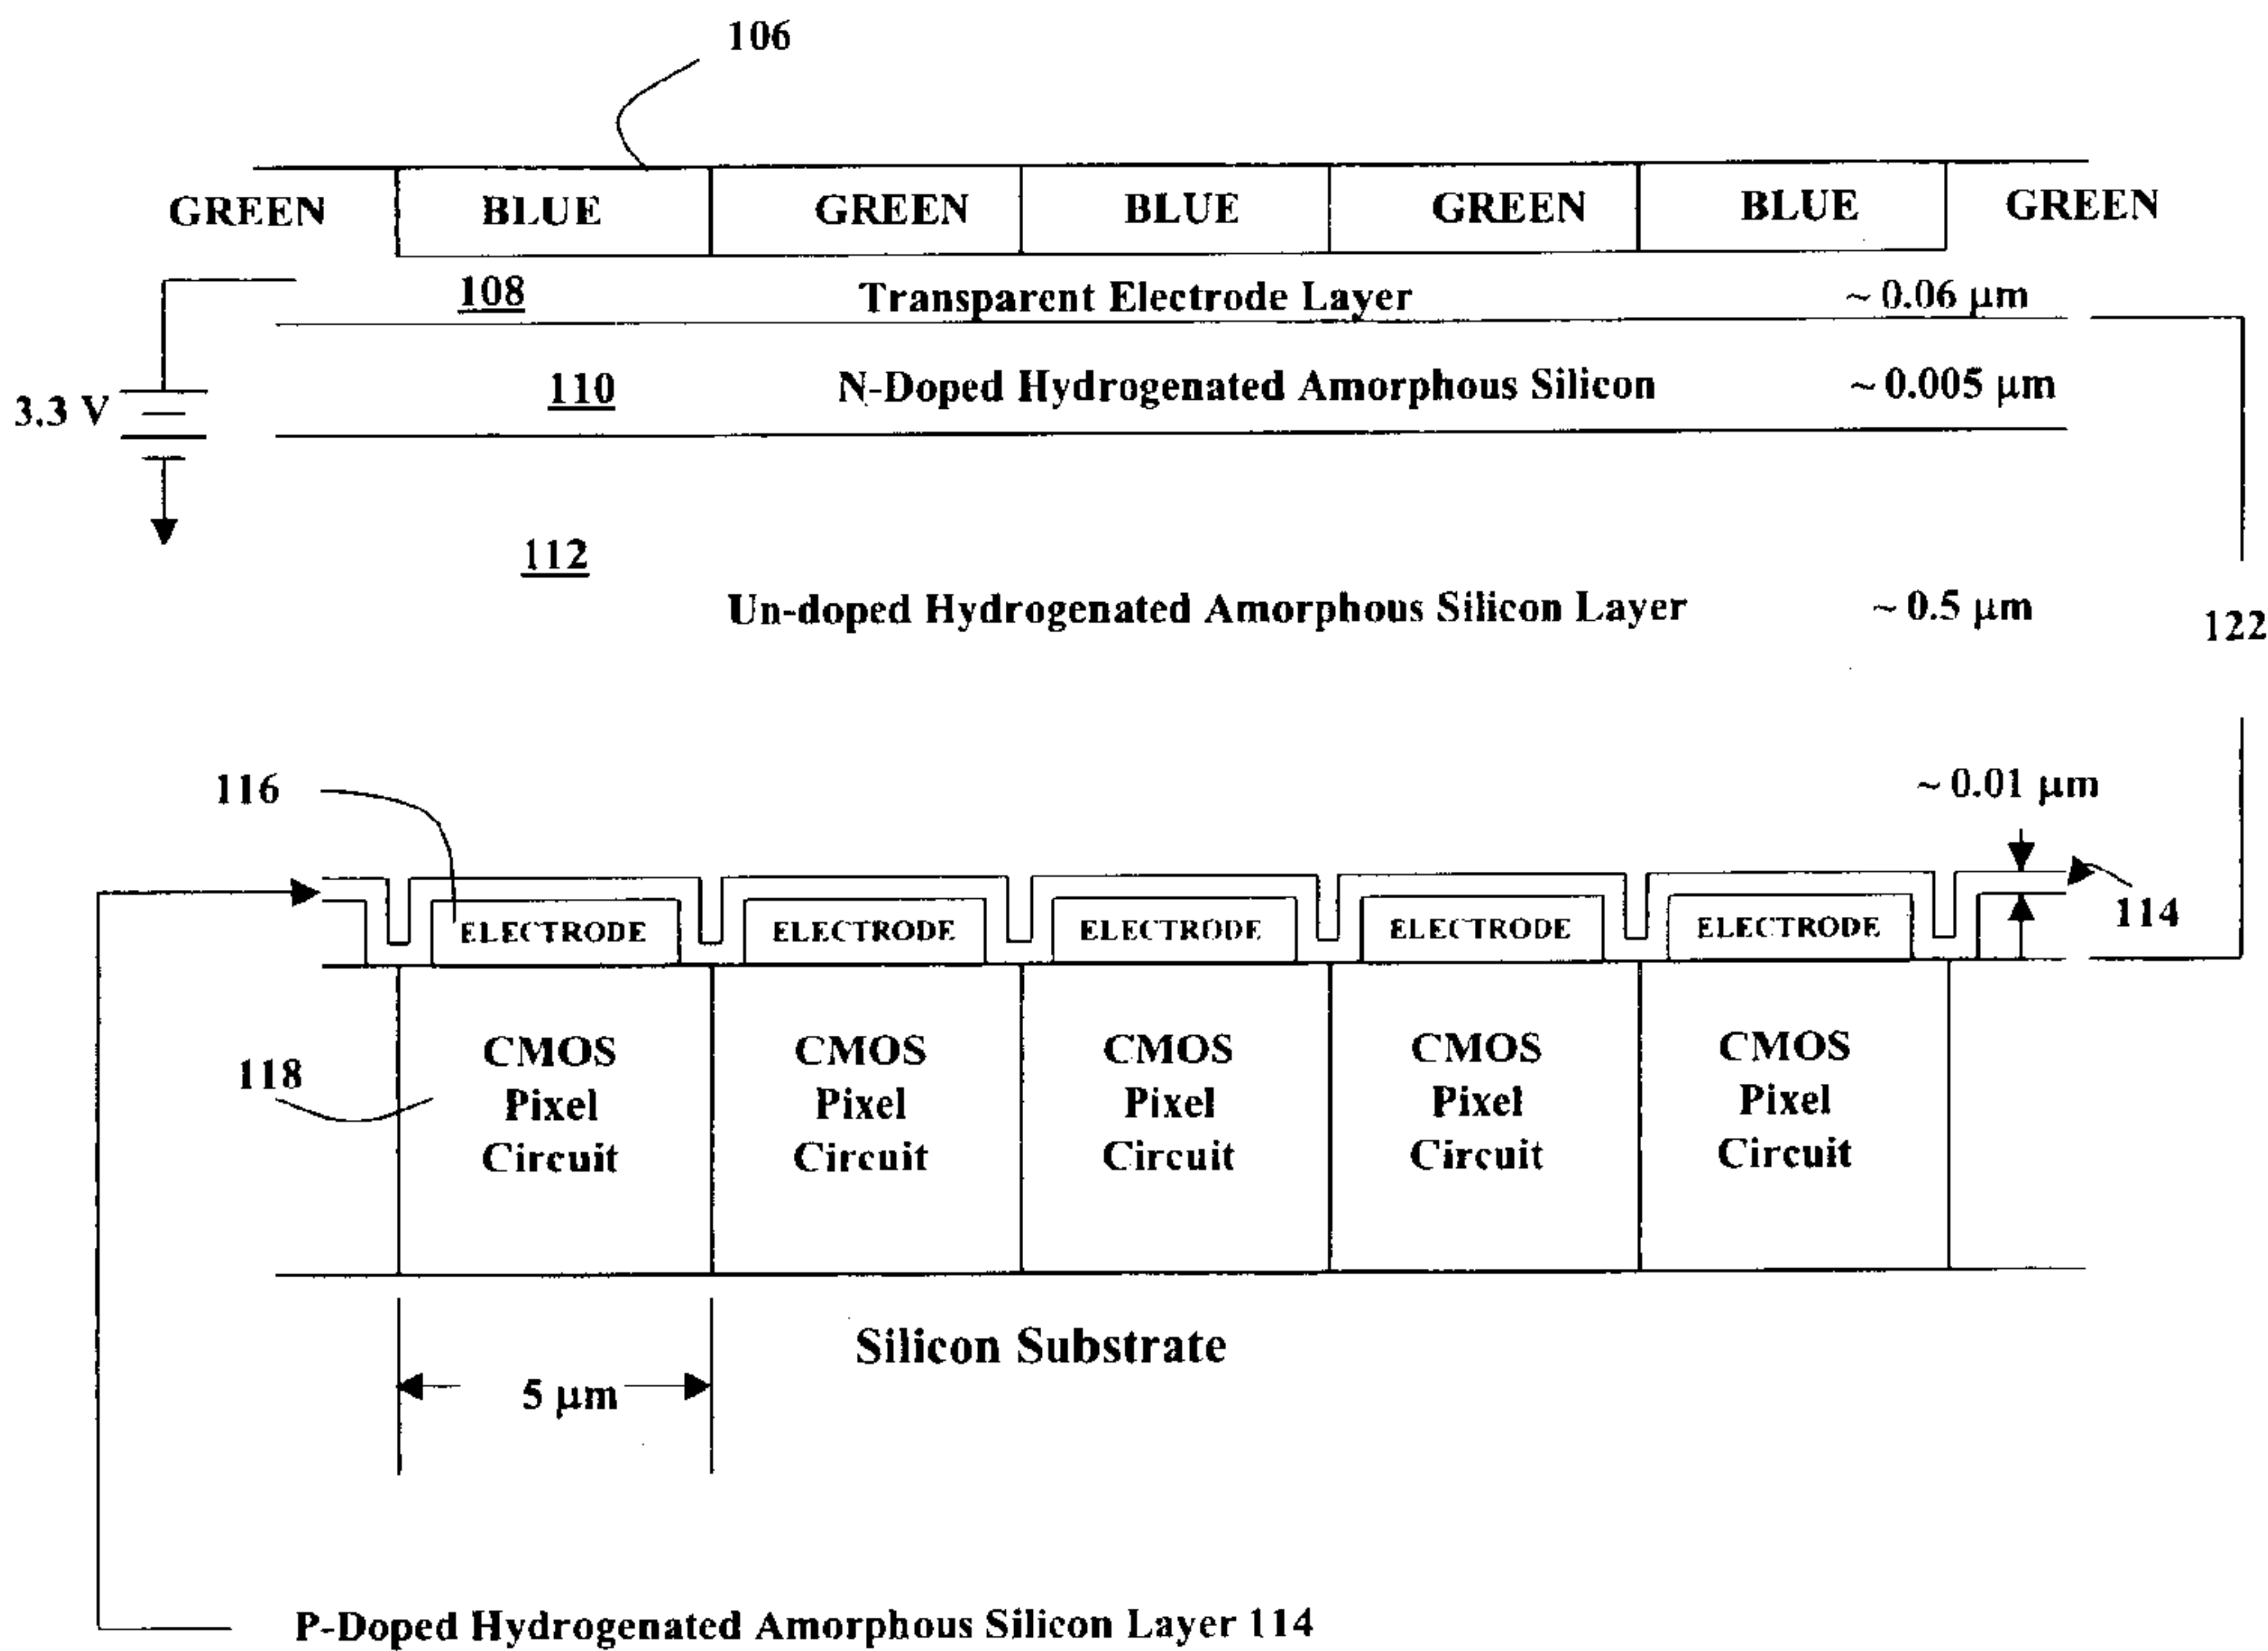 106
GREEN BLUE GREEN BLUE GREEN BLUE GREEN
108 Transparent Electrode Layer ~ 0.06 μm
110 N-Doped Hydrogenated Amorphous Silicon ~ 0.005 μm
3.3 V
112
Un-doped Hydrogenated Amorphous Silicon Layer ~ 0.5 μm
122
116
~ 0.01 μm
114
ELECTRODE ELECTRODE ELECTRODE ELECTRODE ELECTRODE
118
CMOS CMOS CMOS CMOS CMOS
Pixel Pixel Pixel Pixel Pixel
Circuit Circuit Circuit Circuit Circuit
Silicon Substrate
5 μm
P-Doped Hydrogenated Amorphous Silicon Layer 114